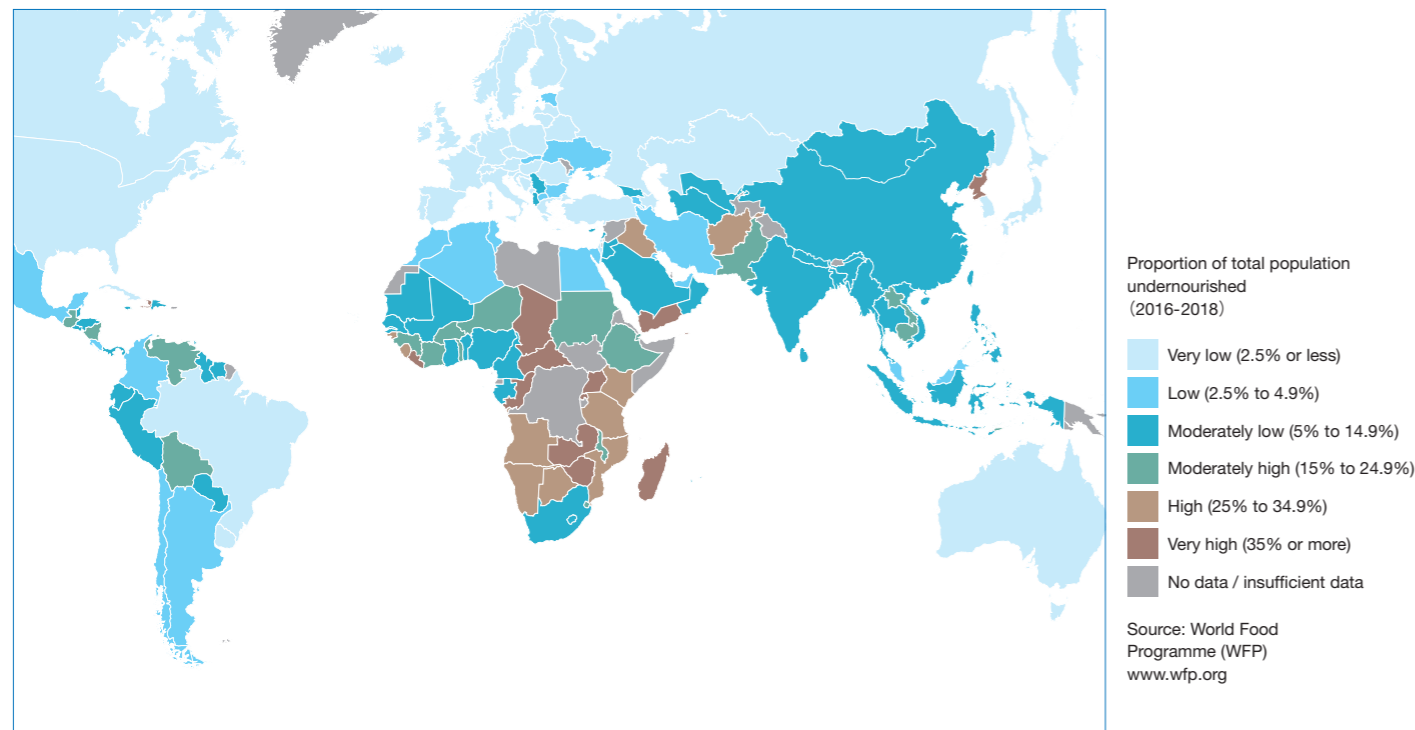 Proportion of total population
undernourished
（2016-2018）
Very low (2.5% or less)
Low (2.5% to 4.9%)
Moderately low (5% to 14.9%)
Moderately high (15% to 24.9%)
High (25% to 34.9%)
Very high (35% or more)
No data / insufficient data
Source: World Food
Programme (WFP)
www.wfp.org